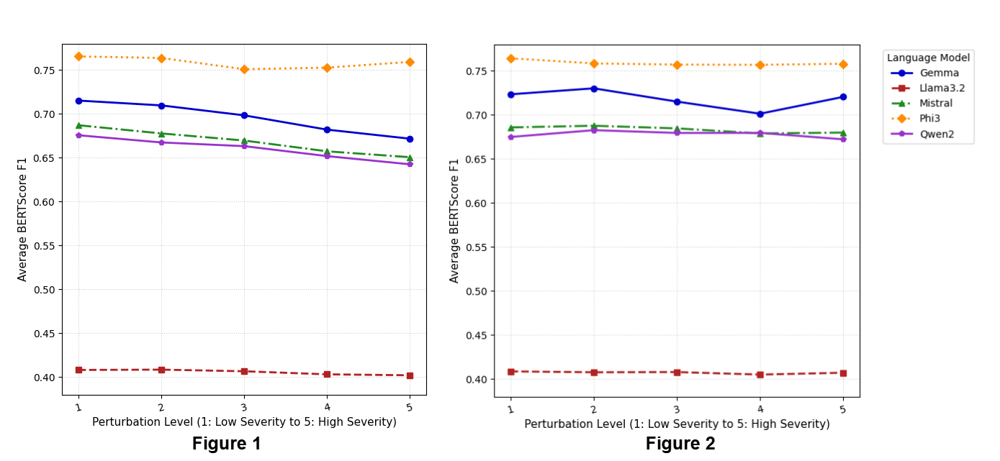 Average BERTScore F1
0.75
0.70
0.65
0.60
0.55
0.50
0.45
0.40
1 2 3 4 5
Perturbation Level (1: Low Severity to 5: High Severity)
Figure 1
Average BERTScore F1
0.75
0.70
0.65
0.60
0.55
0.50
0.45
0.40
1 2 3 4 5
Perturbation Level (1: Low Severity to 5: High Severity)
Figure 2
Language Model
Gemma
Llama3.2
Mistral
Phi3
Qwen2